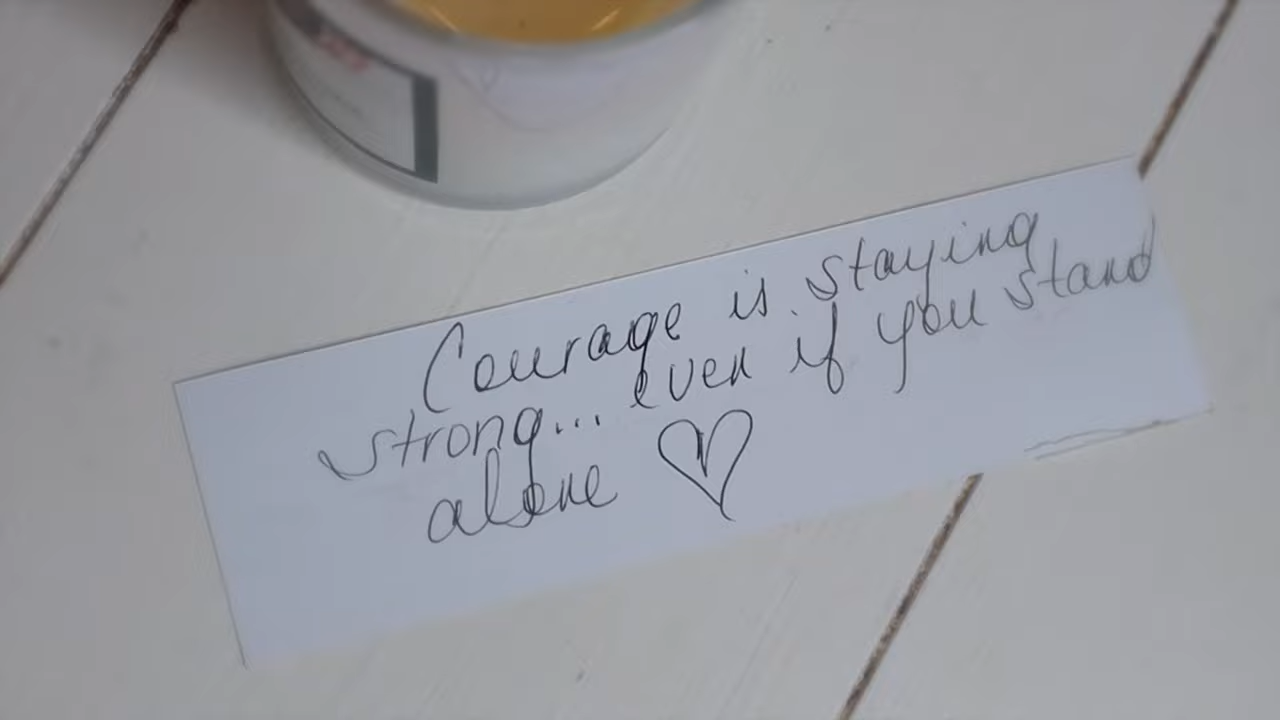 Courage is staying
strong... even if you stand
alone ♡